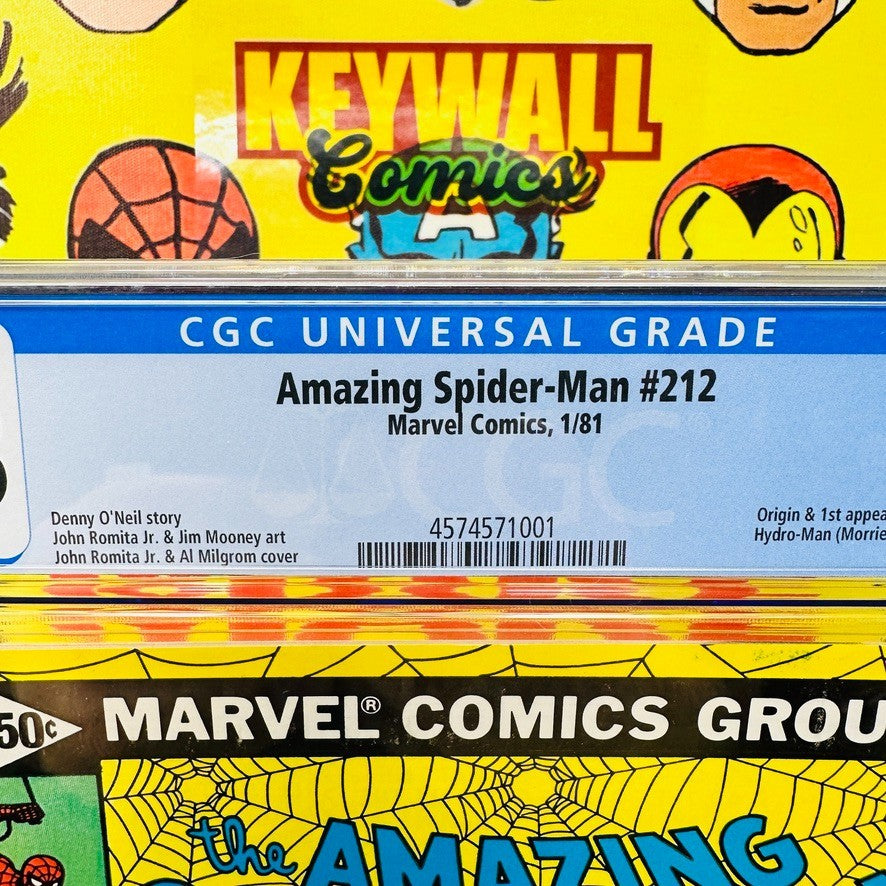 KEYWALL
Comics
A
CGC UNIVERSAL GRADE
Amazing Spider-Man #212
Marvel Comics, 1/81
CGC
Denny O'Neil story
John Romita Jr. & Jim Mooney art
John Romita Jr. & Al Milgrom cover
4574571001
Origin & 1st appea
Hydro-Man (Morrie
50¢
MARVEL® COMICS GROU
the AMAZING